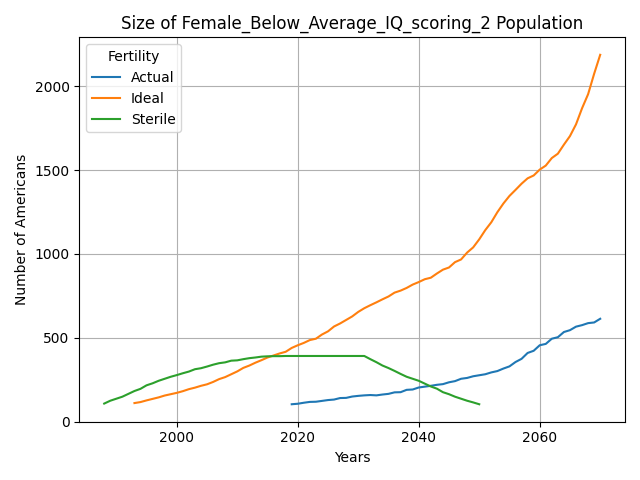 Size of Female_Below_Average_IQ_scoring_2 Population
Fertility
Actual
Ideal
Sterile
Number of Americans
2000
1500
1000
500
0
2000
2020
2040
2060
Years